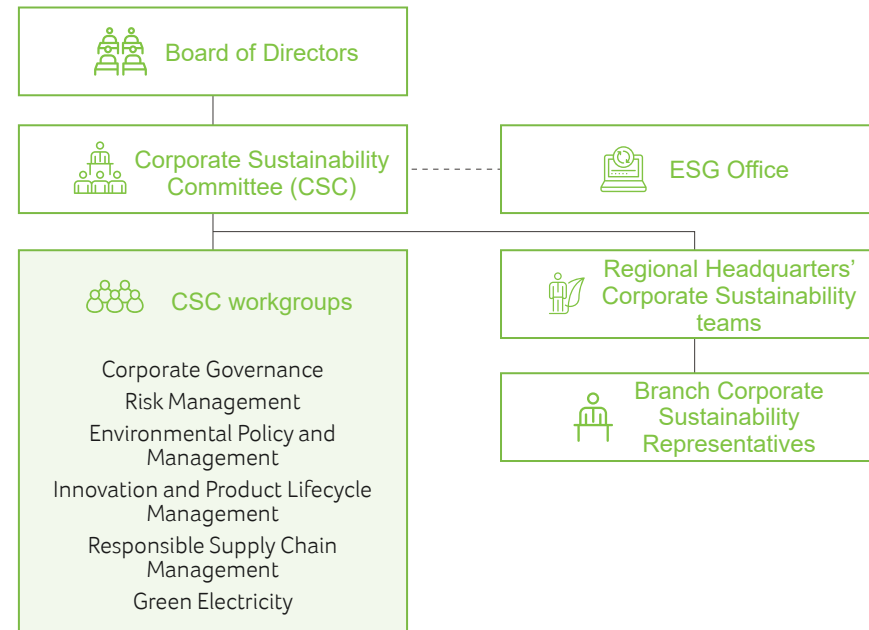 Board of Directors
Corporate Sustainability
Committee (CSC)
ESG Office
CSC workgroups
Corporate Governance
Risk Management
Environmental Policy and
Management
Innovation and Product Lifecycle
Management
Responsible Supply Chain
Management
Green Electricity
Regional Headquarters’
Corporate Sustainability
teams
Branch Corporate
Sustainability
Representatives